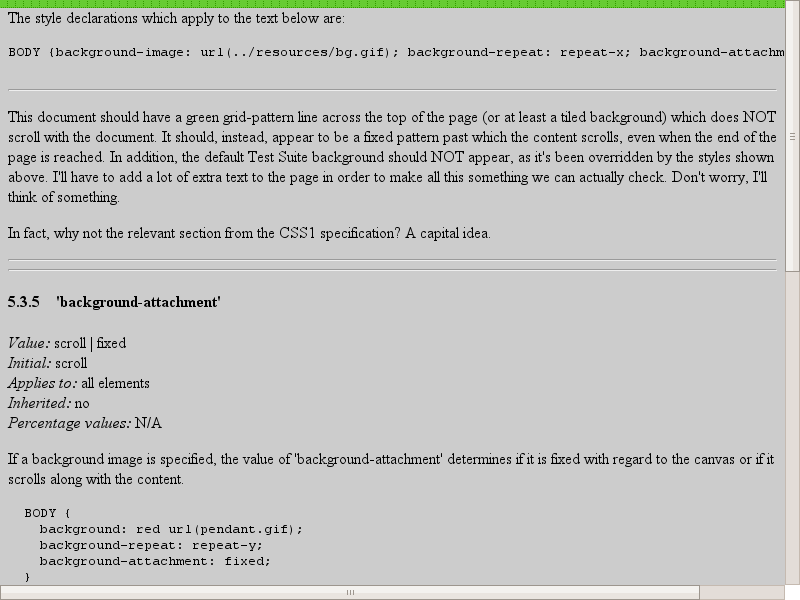 The style declarations which apply to the text below are:
BODY {background-image: url(../resources/bg.gif); background-repeat: repeat-x; background-attachm
This document should have a green grid-pattern line across the top of the page (or at least a tiled background) which does NOT
scroll with the document. It should, instead, appear to be a fixed pattern past which the content scrolls, even when the end of the
page is reached. In addition, the default Test Suite background should NOT appear, as it's been overridden by the styles shown
above. I'll have to add a lot of extra text to the page in order to make all this something we can actually check. Don't worry, I'll
think of something.
In fact, why not the relevant section from the CSS1 specification? A capital idea.
5.3.5 'background-attachment'
Value: scroll | fixed
Initial: scroll
Applies to: all elements
Inherited: no
Percentage values: N/A
If a background image is specified, the value of 'background-attachment' determines if it is fixed with regard to the canvas or if it
scrolls along with the content.
BODY {
background: red url(pendant.gif);
background-repeat: repeat-y;
background-attachment: fixed;
}